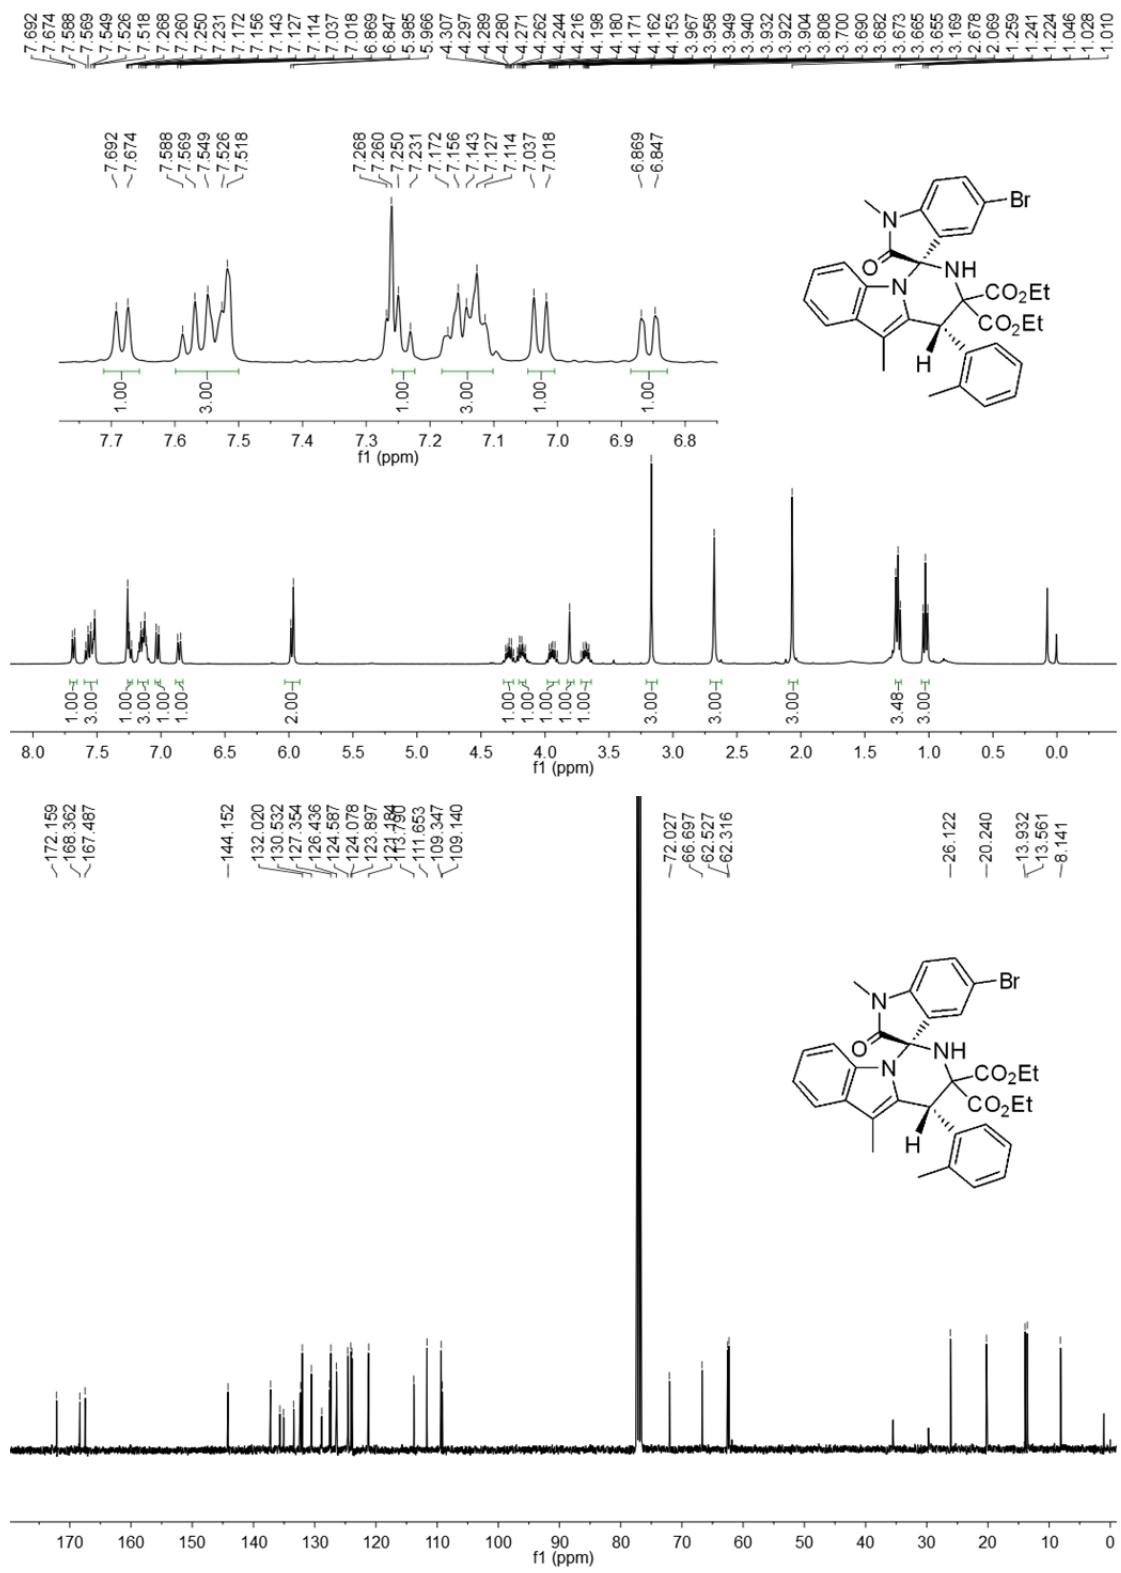 7.692 7.674 7.588 7.569 7.549 7.526 7.518 7.268 7.260 7.250 7.231 7.172 7.156 7.143 7.127 7.114 7.037 7.018 6.869 6.847 5.985 5.966 4.307 4.297 4.289 4.280 4.271 4.262 4.244 4.216 4.198 4.180 4.171 4.162 4.153 3.967 3.958 3.949 3.940 3.932 3.922 3.904 3.808 3.700 3.690 3.682 3.673 3.665 3.655 3.169 2.678 2.069 1.259 1.241 1.224 1.046 1.028 1.010
7.692 7.674 7.588 7.569 7.549 7.526 7.518 7.268 7.260 7.250 7.231 7.172 7.156 7.143 7.127 7.114 7.037 7.018 6.869 6.847
N Br
O NH
N CO2Et
CO2Et
H
1.00 3.00 1.00 3.00 1.00 1.00
7.7 7.6 7.5 7.4 7.3 7.2 7.1 7.0 6.9 6.8
f1 (ppm)
1.00 3.00 1.00 3.00 1.00 1.00 2.00 1.00 1.00 1.00 1.00 1.00 3.00 3.00 3.00 3.48 3.00
8.0 7.5 7.0 6.5 6.0 5.5 5.0 4.5 4.0 3.5 3.0 2.5 2.0 1.5 1.0 0.5 0.0
f1 (ppm)
172.159 168.362 167.487 144.152 132.020 130.532 127.354 126.436 124.587 124.078 123.897 121.184 113.790 111.653 109.347 109.140 72.027 66.697 62.527 62.316 26.122 20.240 13.932 13.561 8.141
N Br
O NH
N CO2Et
CO2Et
H
170 160 150 140 130 120 110 100 90 80 70 60 50 40 30 20 10 0
f1 (ppm)